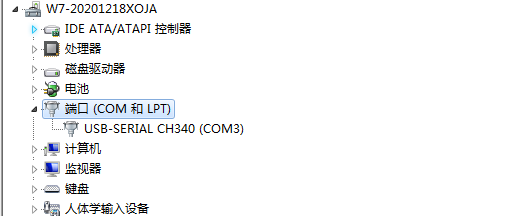 W7-20201218XOJA
IDE ATA/ATAPI 控制器
处理器
磁盘驱动器
电池
端口 (COM 和 LPT)
USB-SERIAL CH340 (COM3)
计算机
监视器
键盘
人体学输入设备